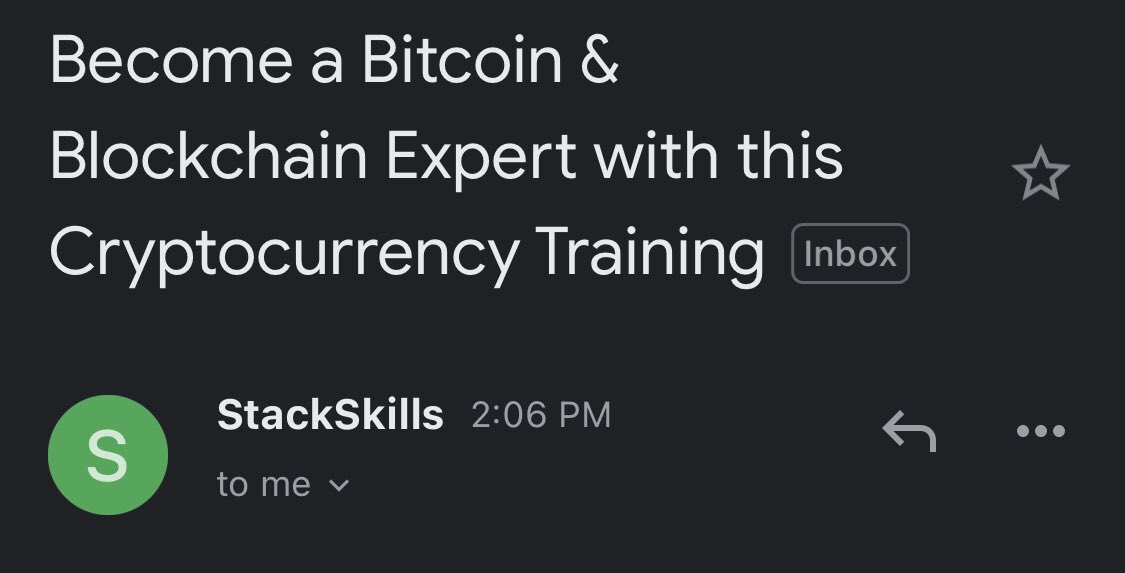 Become a Bitcoin &
Blockchain Expert with this
Cryptocurrency Training Inbox
S
StackSkills 2:06 PM
to me